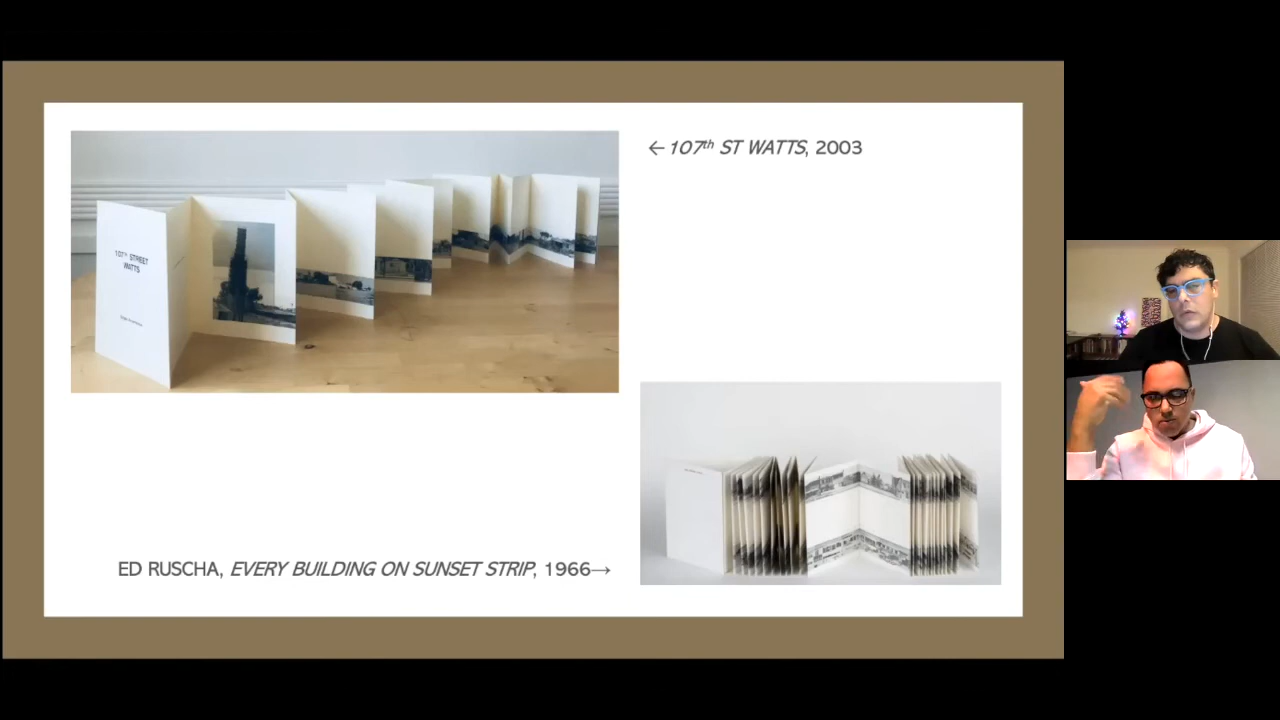 ← 107th ST WATTS, 2003
107TH STREET
WATTS
ED RUSCHA, EVERY BUILDING ON SUNSET STRIP, 1966→